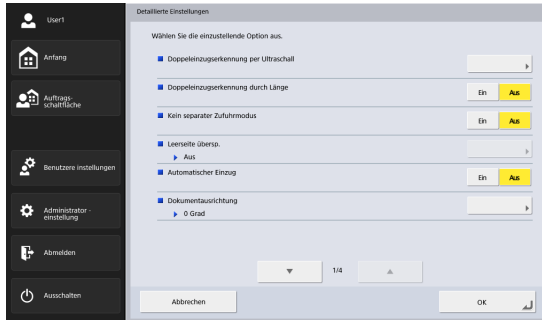 User1
Anfang
Auftrags-
schaltfläche
Benutzere instellungen
Administrator -
einstellung
Abmelden
Ausschalten
Detaillierte Einstellungen
Wählen Sie die einzustellende Option aus.
Doppeleinzugserkennung per Ultraschall
Doppeleinzugserkennung durch Länge
Ein Aus
Kein separater Zufuhrmodus
Ein Aus
Leerseite übersp.
Aus
Automatischer Einzug
Ein Aus
Dokumentausrichtung
0 Grad
1/4
Abbrechen
OK